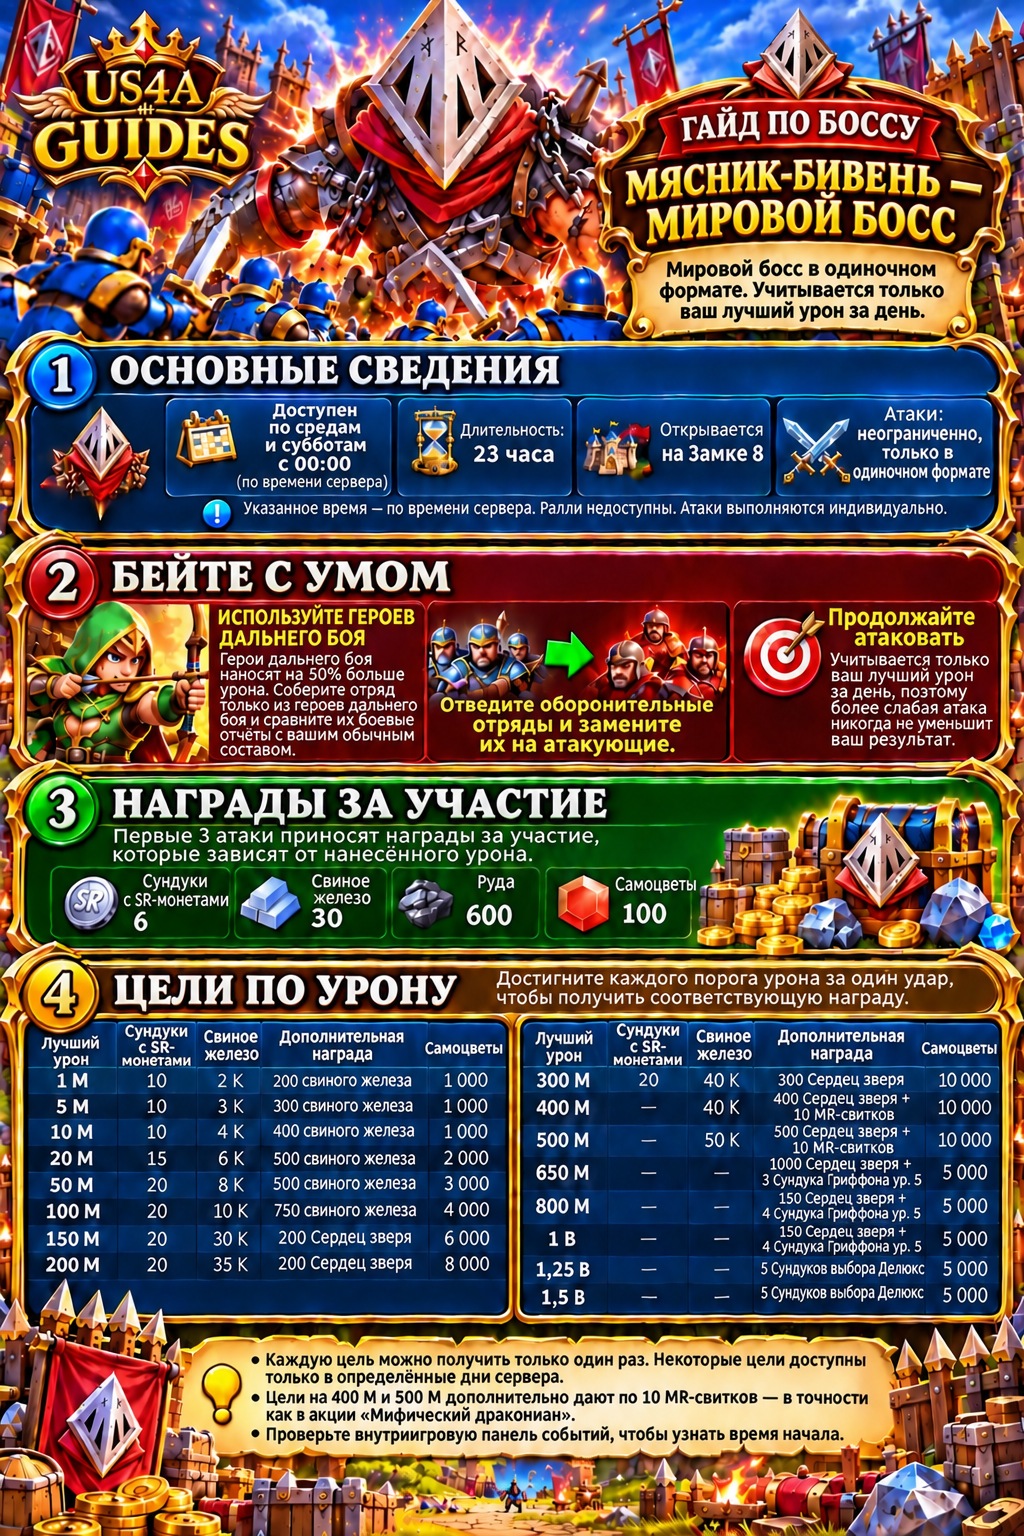 US4A
GUIDES
ГАЙД ПО БОССУ
МЯСНИК-БИВЕНЬ —
МИРОВОЙ БОСС
Мировой босс в одиночном
формате. Учитывается только
ваш лучший урон за день.
1 ОСНОВНЫЕ СВЕДЕНИЯ
Доступен
по средам
и субботам
с 00:00
(по времени сервера)
Длительность:
23 часа
Открывается
на Замке 8
Атаки:
неограниченно,
только в
одиночном формате
! Указанное время — по времени сервера. Ралли недоступны. Атаки выполняются индивидуально.
2 БЕЙТЕ С УМОМ
ИСПОЛЬЗУЙТЕ ГЕРОЕВ
ДАЛЬНЕГО БОЯ
Герои дальнего боя
наносят на 50% больше
урона. Соберите отряд
только из героев дальнего
боя и сравните их боевые
отчёты с вашим обычным
составом.
Отведите оборонительные
отряды и замените
их на атакующие.
Продолжайте
атаковать
Учитывается только
ваш лучший урон
за день, поэтому
более слабая атака
никогда не уменьшит
ваш результат.
3 НАГРАДЫ ЗА УЧАСТИЕ
Первые 3 атаки приносят награды за участие,
которые зависят от нанесённого урона.
SR
Сундуки
с SR-монетами
6
Свиное
железо
30
Руда
600
Самоцветы
100
4 ЦЕЛИ ПО УРОНУ
Достигните каждого порога урона за один удар,
чтобы получить соответствующую награду.
Лучший урон Сундуки с SR-монетами Свиное железо Дополнительная награда Самоцветы
1 M 10 2 K 200 свиного железа 1 000
5 M 10 3 K 300 свиного железа 1 000
10 M 10 4 K 400 свиного железа 1 000
20 M 15 6 K 500 свиного железа 2 000
50 M 20 8 K 500 свиного железа 3 000
100 M 20 10 K 750 свиного железа 4 000
150 M 20 30 K 200 Сердец зверя 6 000
200 M 20 35 K 200 Сердец зверя 8 000
Лучший урон Сундуки с SR-монетами Свиное железо Дополнительная награда Самоцветы
300 M 20 40 K 300 Сердец зверя 10 000
400 M — 40 K 400 Сердец зверя + 10 MR-свитков 10 000
500 M — 50 K 500 Сердец зверя + 10 MR-свитков 10 000
650 M — — 1000 Сердец зверя + 3 Сундука Гриффона ур. 5 5 000
800 M — — 150 Сердец зверя + 4 Сундука Гриффона ур. 5 5 000
1 B — — 150 Сердец зверя + 4 Сундука Гриффона ур. 5 5 000
1,25 B — — 5 Сундуков выбора Делюкс 5 000
1,5 B — — 5 Сундуков выбора Делюкс 5 000
• Каждую цель можно получить только один раз. Некоторые цели доступны
только в определённые дни сервера.
• Цели на 400 M и 500 M дополнительно дают по 10 MR-свитков — в точности
как в акции «Мифический дракониан».
• Проверьте внутриигровую панель событий, чтобы узнать время начала.